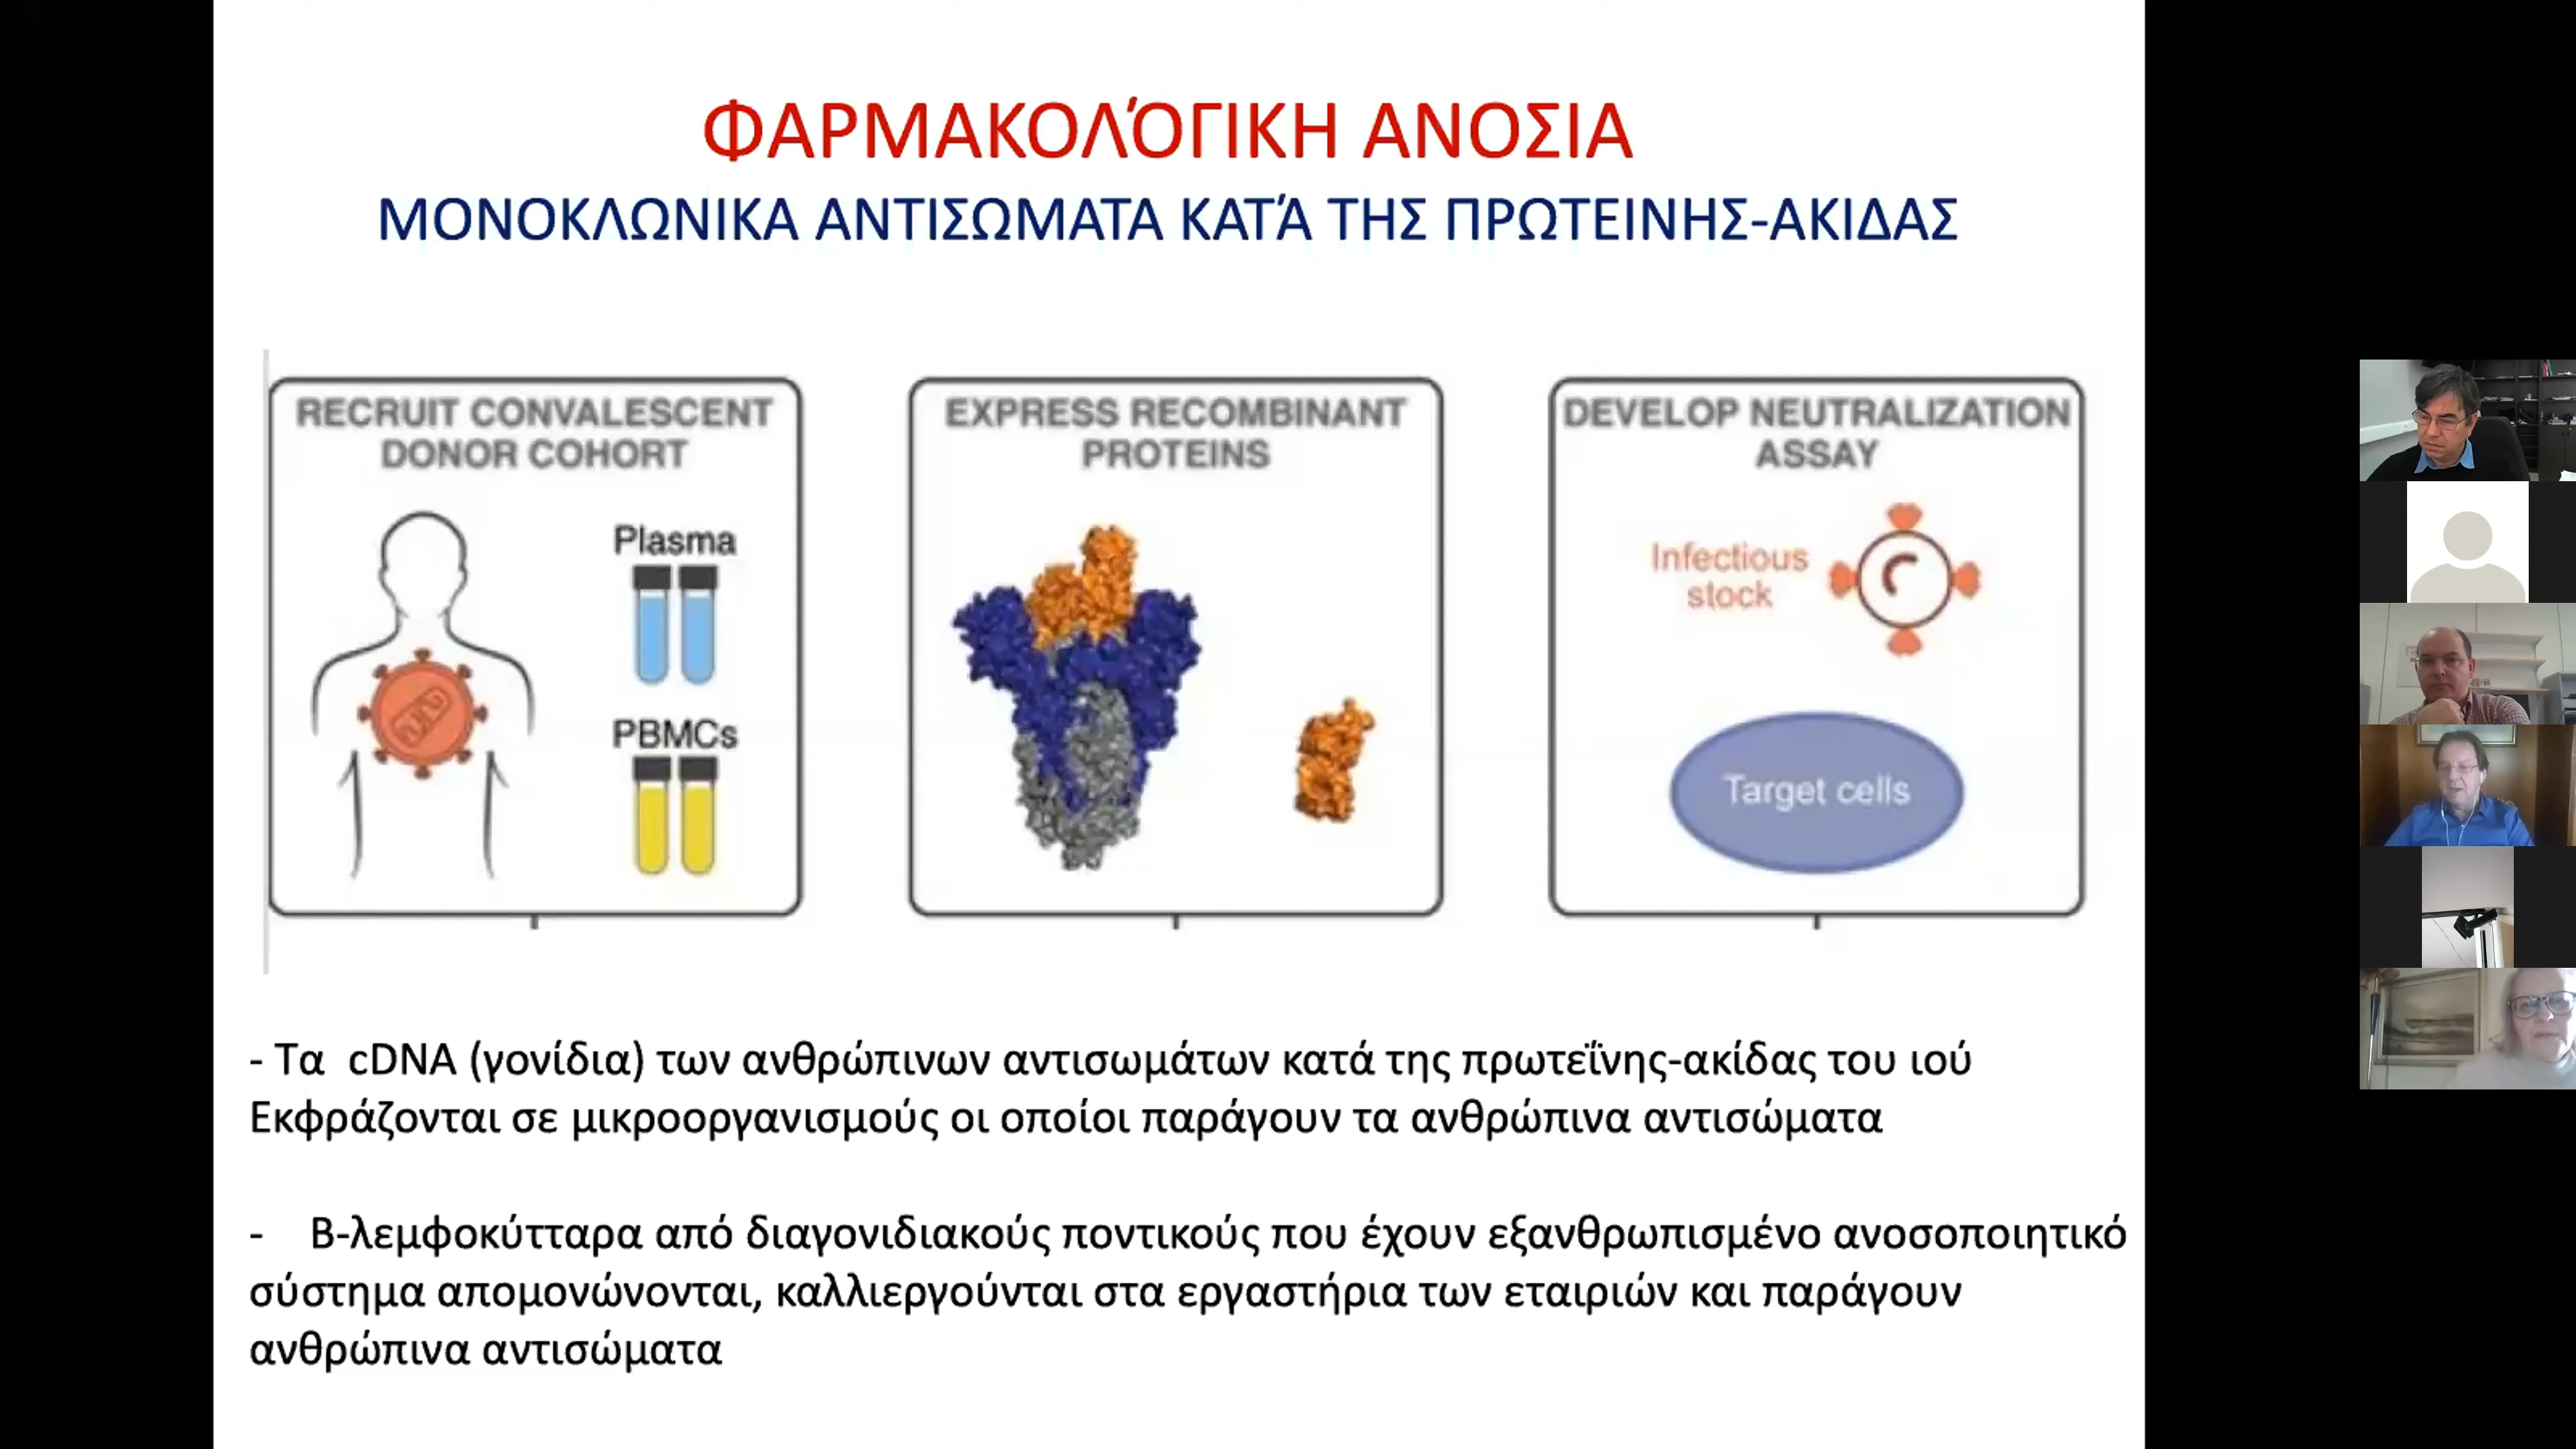 ΦΑΡΜΑΚΟΛΌΓΙΚΗ ΑΝΟΣΙΑ
ΜΟΝΟΚΛΩΝΙΚΑ ΑΝΤΙΣΩΜΑΤΑ ΚΑΤΆ ΤΗΣ ΠΡΩΤΕΙΝΗΣ-ΑΚΙΔΑΣ
RECRUIT CONVALESCENT
DONOR COHORT
Plasma
PBMCs
EXPRESS RECOMBINANT
PROTEINS
DEVELOP NEUTRALIZATION
ASSAY
Infectious
stock
Target cells
- Τα cDNA (γονίδια) των ανθρώπινων αντισωμάτων κατά της πρωτεΐνης-ακίδας του ιού
Εκφράζονται σε μικροοργανισμούς οι οποίοι παράγουν τα ανθρώπινα αντισώματα
- Β-λεμφοκύτταρα από διαγονιδιακούς ποντικούς που έχουν εξανθρωπισμένο ανοσοποιητικό
σύστημα απομονώνονται, καλλιεργούνται στα εργαστήρια των εταιριών και παράγουν
ανθρώπινα αντισώματα